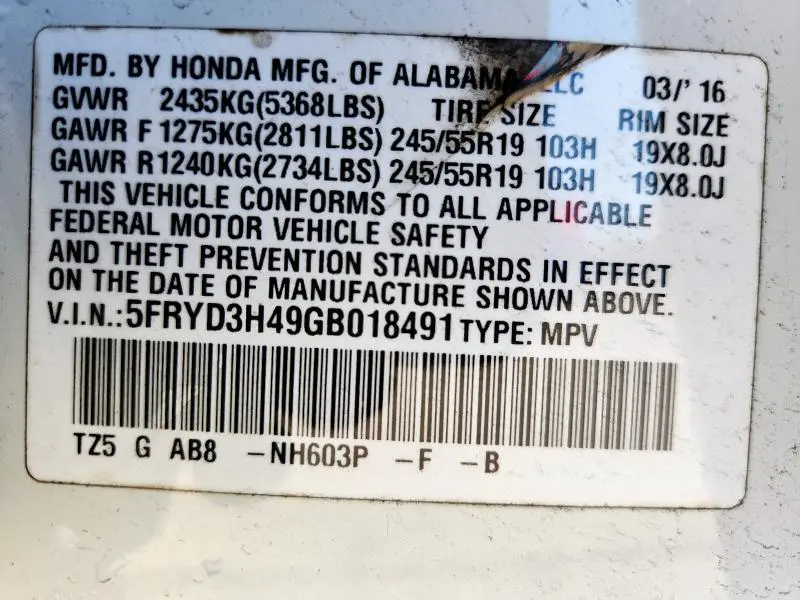 MFD. BY HONDA MFG. OF ALABAMA LLC 03/' 16
GVWR 2435KG(5368LBS) TIRE SIZE RIM SIZE
GAWR F 1275KG(2811LBS) 245/55R19 103H 19X8.0J
GAWR R1240KG(2734LBS) 245/55R19 103H 19X8.0J
THIS VEHICLE CONFORMS TO ALL APPLICABLE
FEDERAL MOTOR VEHICLE SAFETY
AND THEFT PREVENTION STANDARDS IN EFFECT
ON THE DATE OF MANUFACTURE SHOWN ABOVE.
V.I.N.: 5FRYD3H49GB018491 TYPE: MPV
TZ5 G AB8 -NH603P -F -B